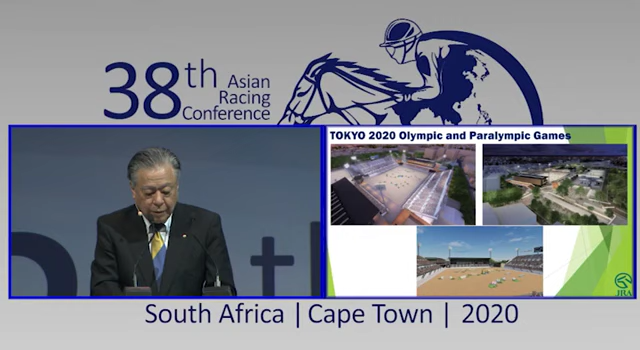 38th Asian
Racing
Conference
TOKYO 2020 Olympic and Paralympic Games
JRA
South Africa | Cape Town | 2020